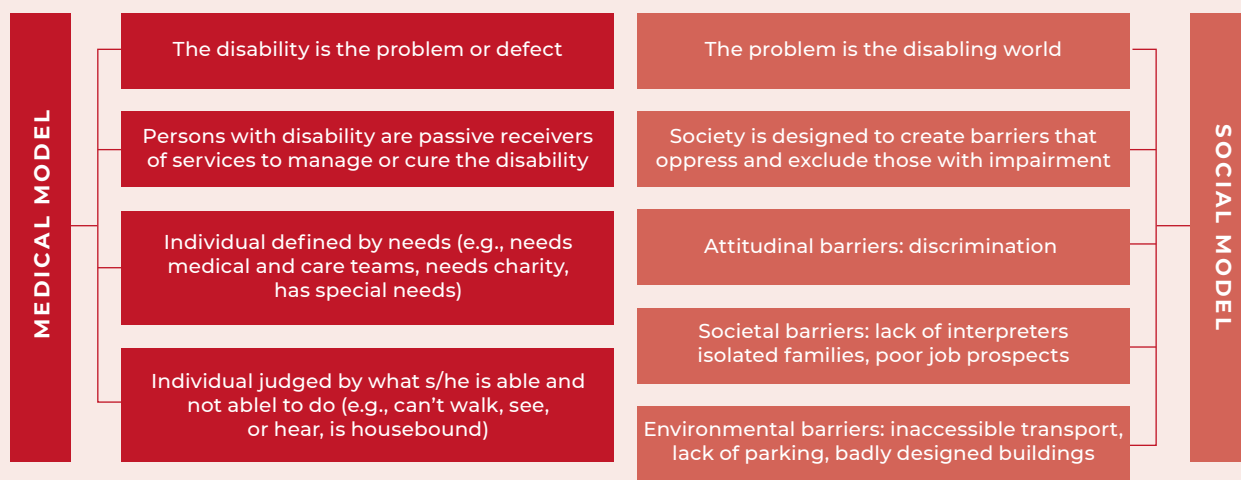 MEDICAL MODEL
The disability is the problem or defect
Persons with disability are passive receivers
of services to manage or cure the disability
Individual defined by needs (e.g., needs
medical and care teams, needs charity,
has special needs)
Individual judged by what s/he is able and
not ablel to do (e.g., can't walk, see,
or hear, is housebound)
The problem is the disabling world
Society is designed to create barriers that
oppress and exclude those with impairment
Attitudinal barriers: discrimination
Societal barriers: lack of interpreters
isolated families, poor job prospects
Environmental barriers: inaccessible transport,
lack of parking, badly designed buildings
SOCIAL MODEL